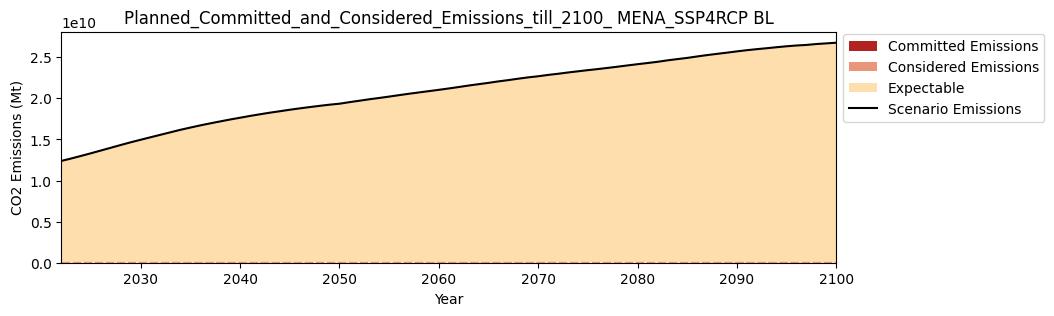 Planned_Committed_and_Considered_Emissions_till_2100_ MENA_SSP4RCP BL
1e10
2.5
2.0
1.5
1.0
0.5
0.0
CO2 Emissions (Mt)
2030 2040 2050 2060 2070 2080 2090 2100
Year
Committed Emissions
Considered Emissions
Expectable
Scenario Emissions